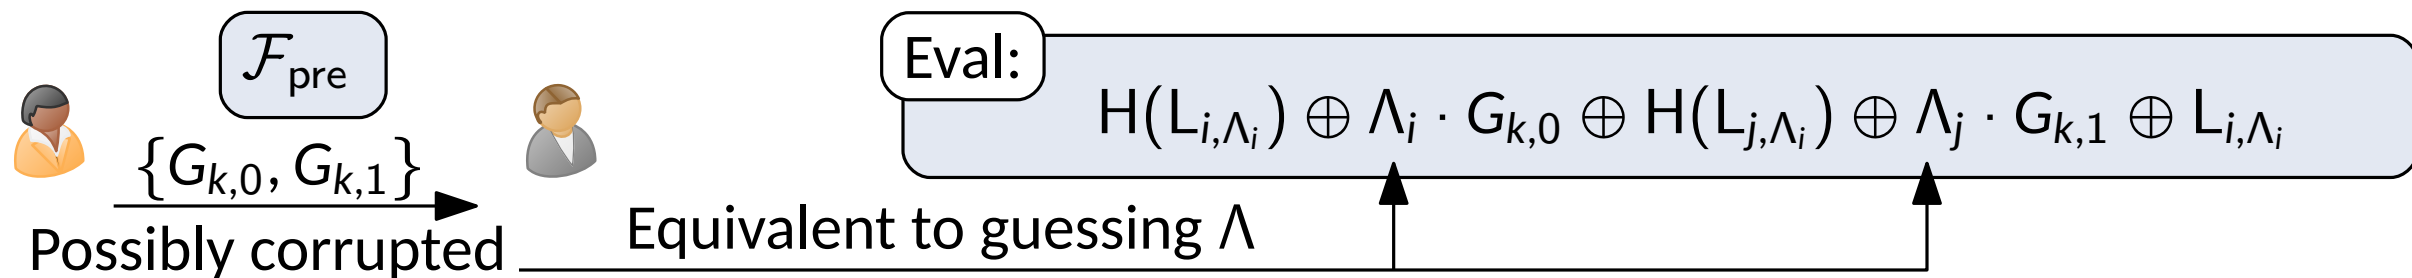 F_pre
{G_{k,0}, G_{k,1}}
Possibly corrupted
Eval:
H(L_{i,Λ_i}) ⊕ Λ_i · G_{k,0} ⊕ H(L_{j,Λ_i}) ⊕ Λ_j · G_{k,1} ⊕ L_{i,Λ_i}
Equivalent to guessing Λ